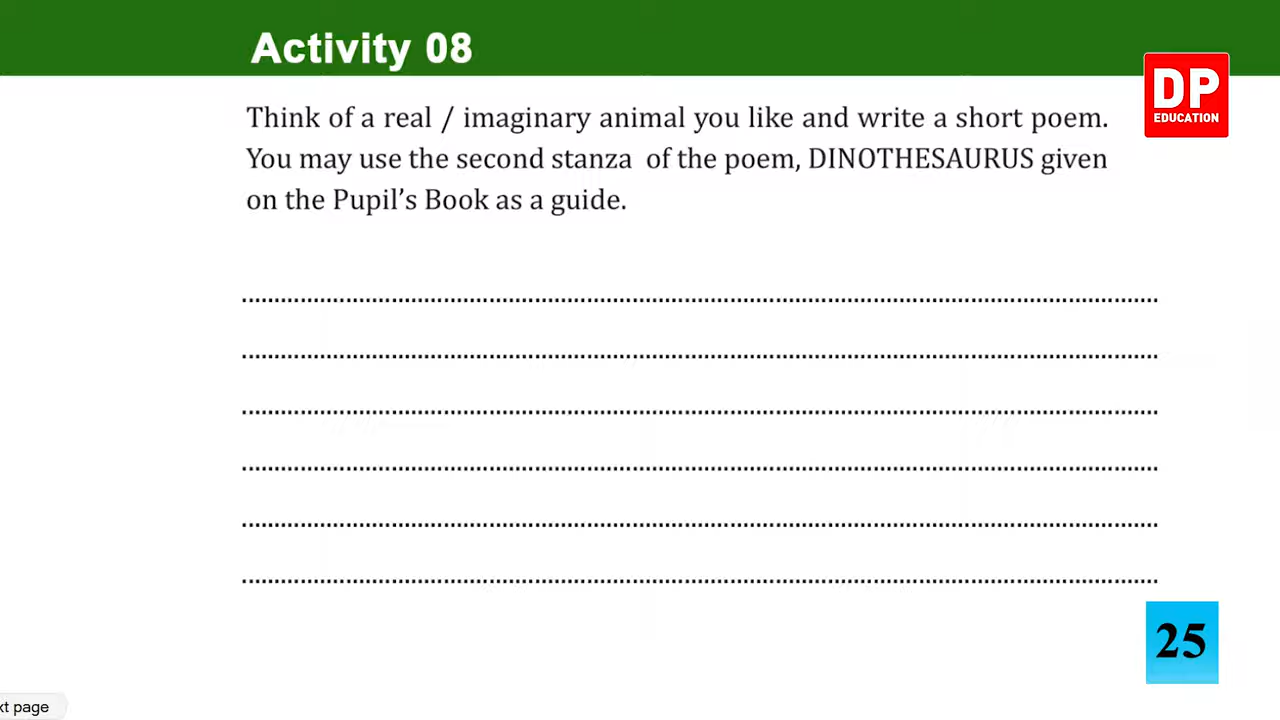 Activity 08
DP
EDUCATION
Think of a real / imaginary animal you like and write a short poem.
You may use the second stanza of the poem, DINOTHESAURUS given
on the Pupil’s Book as a guide.
25
xt page